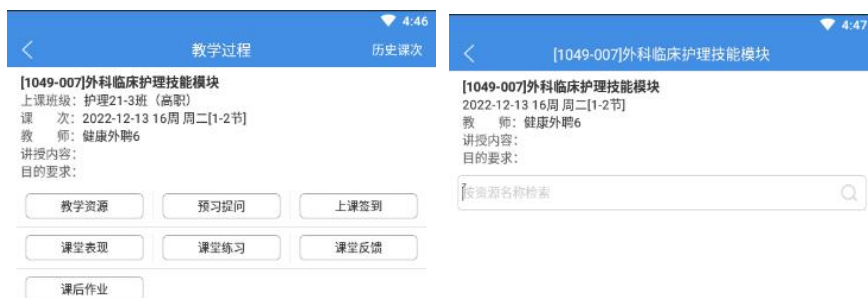 4:46
教学过程
历史课次
[1049-007]外科临床护理技能模块
上课班级：护理21-3班（高职）
课 次：2022-12-13 16周 周二[1-2节]
教 师：健康外聘6
讲授内容：
目的要求：
教学资源 预习提问 上课签到
课堂表现 课堂练习 课堂反馈
课后作业
4:47
[1049-007]外科临床护理技能模块
[1049-007]外科临床护理技能模块
2022-12-13 16周 周二[1-2节]
教 师：健康外聘6
讲授内容：
目的要求：
按资源名称检索